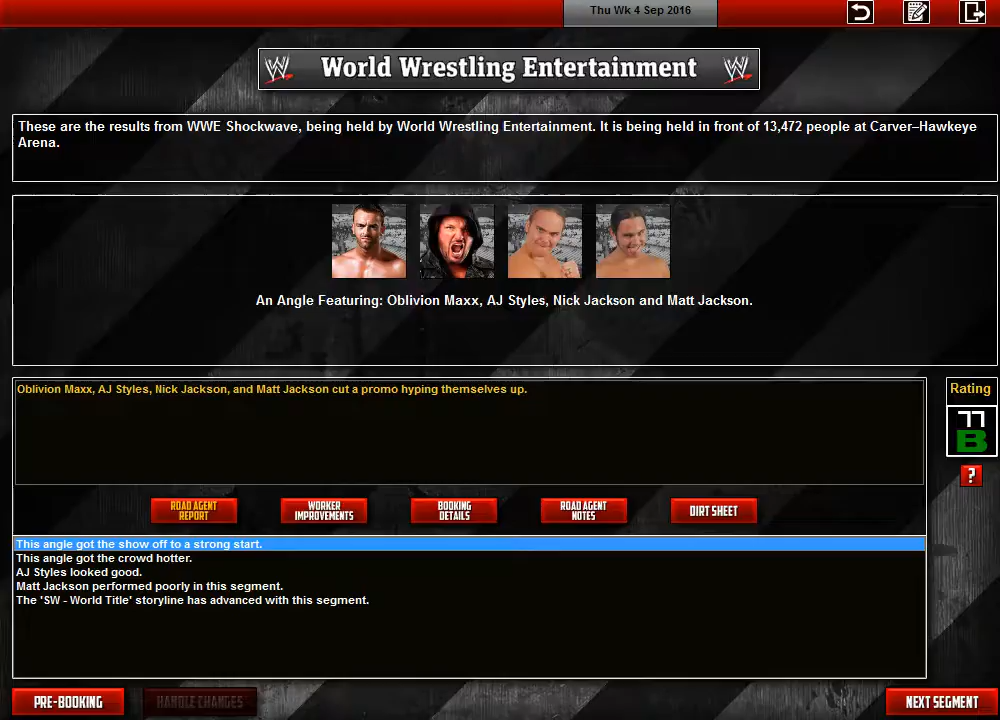 Thu Wk 4 Sep 2016
World Wrestling Entertainment
These are the results from WWE Shockwave, being held by World Wrestling Entertainment. It is being held in front of 13,472 people at Carver–Hawkeye
Arena.
An Angle Featuring: Oblivion Maxx, AJ Styles, Nick Jackson and Matt Jackson.
Oblivion Maxx, AJ Styles, Nick Jackson, and Matt Jackson cut a promo hyping themselves up.
Rating
77
B
?
ROAD AGENT REPORT
WORKER IMPROVEMENTS
BOOKING DETAILS
ROAD AGENT NOTES
DIRT SHEET
This angle got the show off to a strong start.
This angle got the crowd hotter.
AJ Styles looked good.
Matt Jackson performed poorly in this segment.
The 'SW - World Title' storyline has advanced with this segment.
PRE-BOOKING
HANDLE CHANGES
NEXT SEGMENT